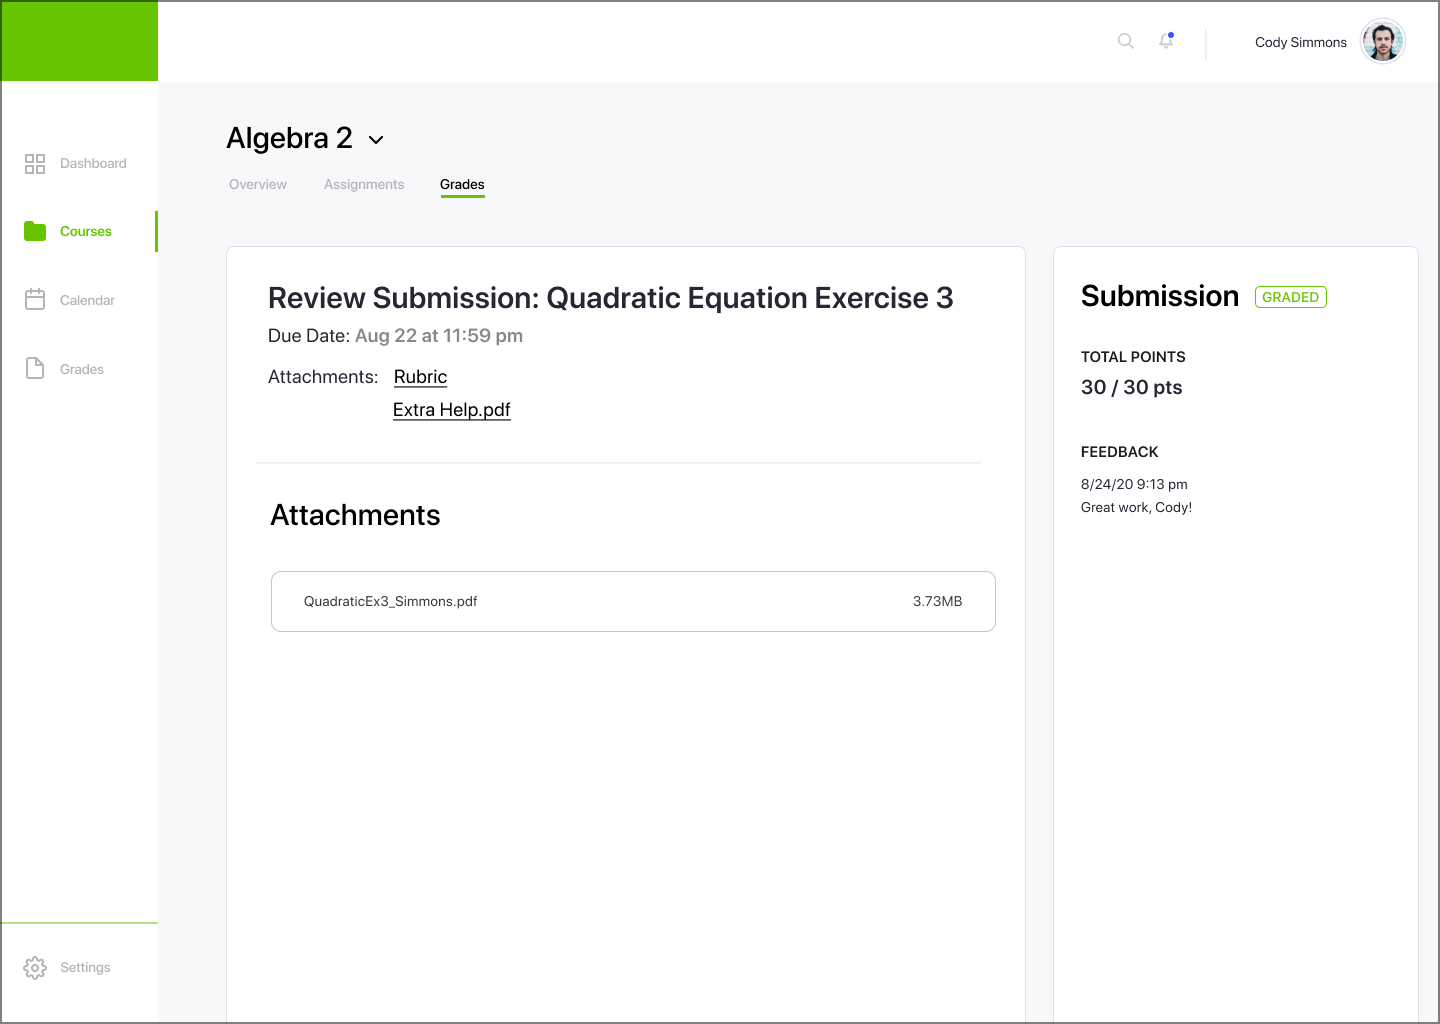 Cody Simmons
Dashboard
Courses
Calendar
Grades
Settings
Algebra 2
Overview
Assignments
Grades
Review Submission: Quadratic Equation Exercise 3
Due Date: Aug 22 at 11:59 pm
Attachments: Rubric
Extra Help.pdf
Attachments
QuadraticEx3_Simmons.pdf 3.73MB
Submission GRADED
TOTAL POINTS
30 / 30 pts
FEEDBACK
8/24/20 9:13 pm
Great work, Cody!